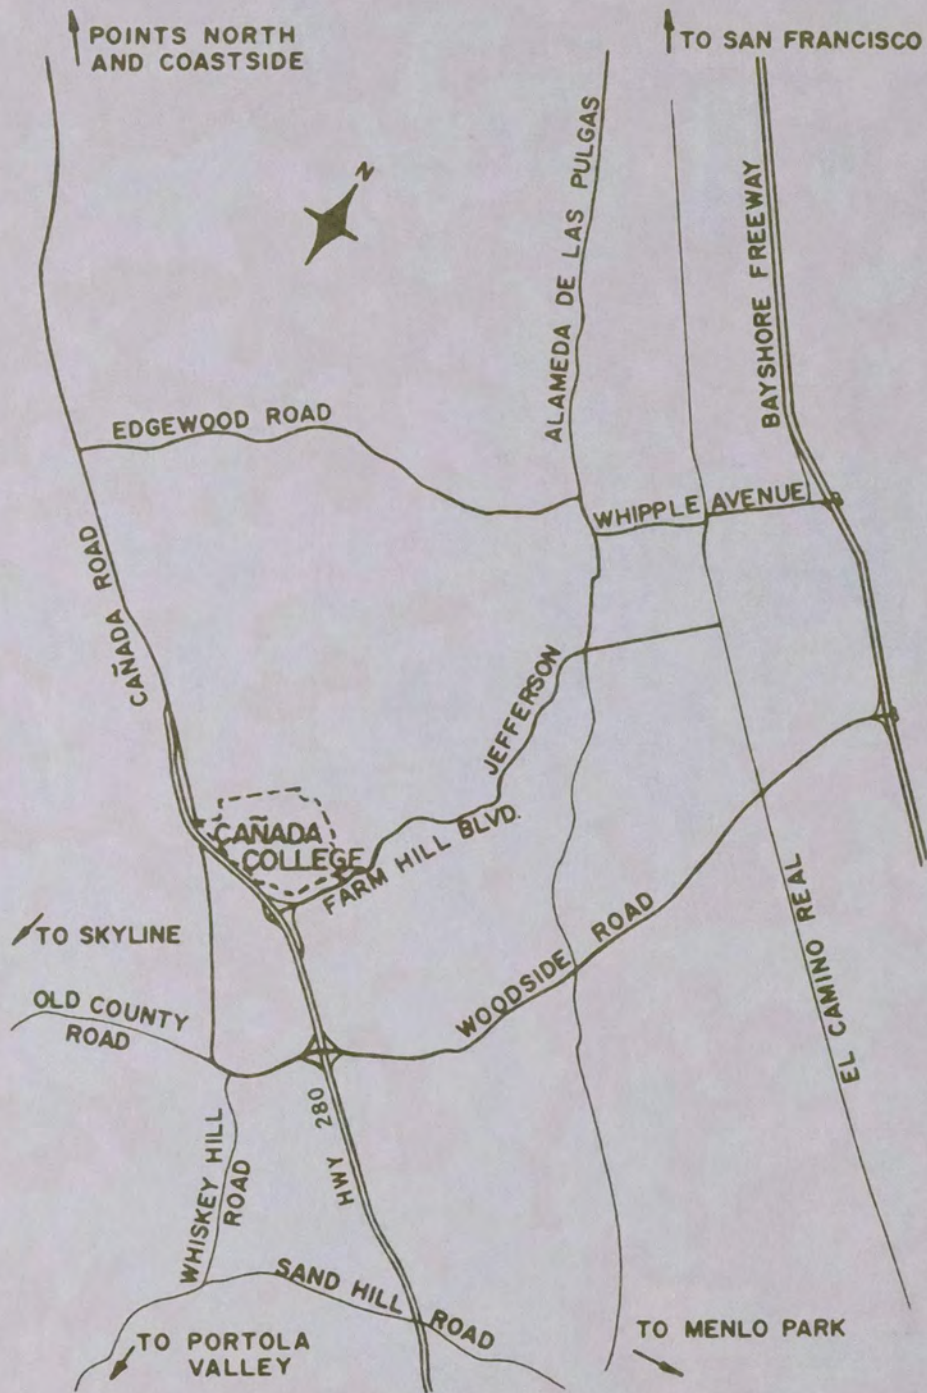 POINTS NORTH
AND COASTSIDE
TO SAN FRANCISCO
N
ALAMEDA DE LAS PULGAS
BAYSHORE FREEWAY
EDGEWOOD ROAD
WHIPPLE AVENUE
CAÑADA ROAD
JEFFERSON
CAÑADA
COLLEGE
FARM HILL BLVD.
TO SKYLINE
WOODSIDE ROAD
EL CAMINO REAL
OLD COUNTY
ROAD
HWY 280
WHISKEY HILL
ROAD
SAND HILL ROAD
TO PORTOLA
VALLEY
TO MENLO PARK